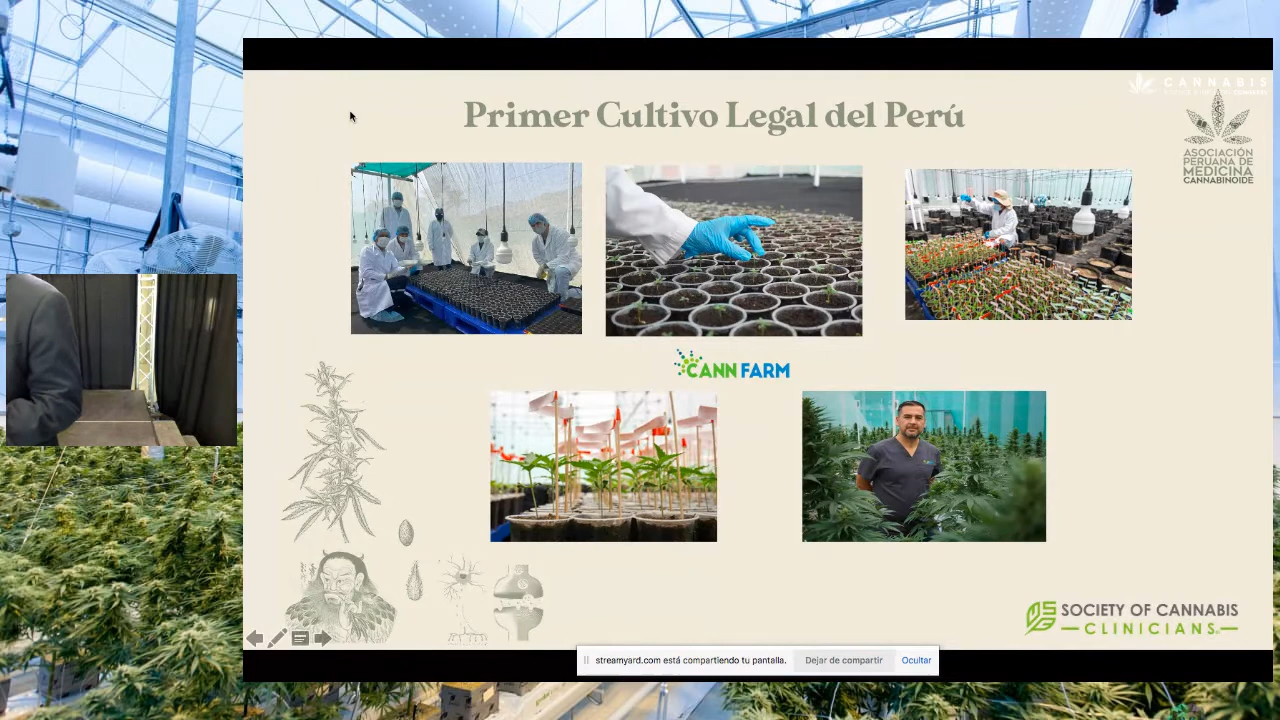 CANNABIS
Primer Cultivo Legal del Perú
ASOCIACIÓN
PERUANA DE
MEDICINA
CANNABINOIDE
CANN FARM
SOCIETY OF CANNABIS
CLINICIANS
streamyard.com está compartiendo tu pantalla.
Dejar de compartir
Ocultar